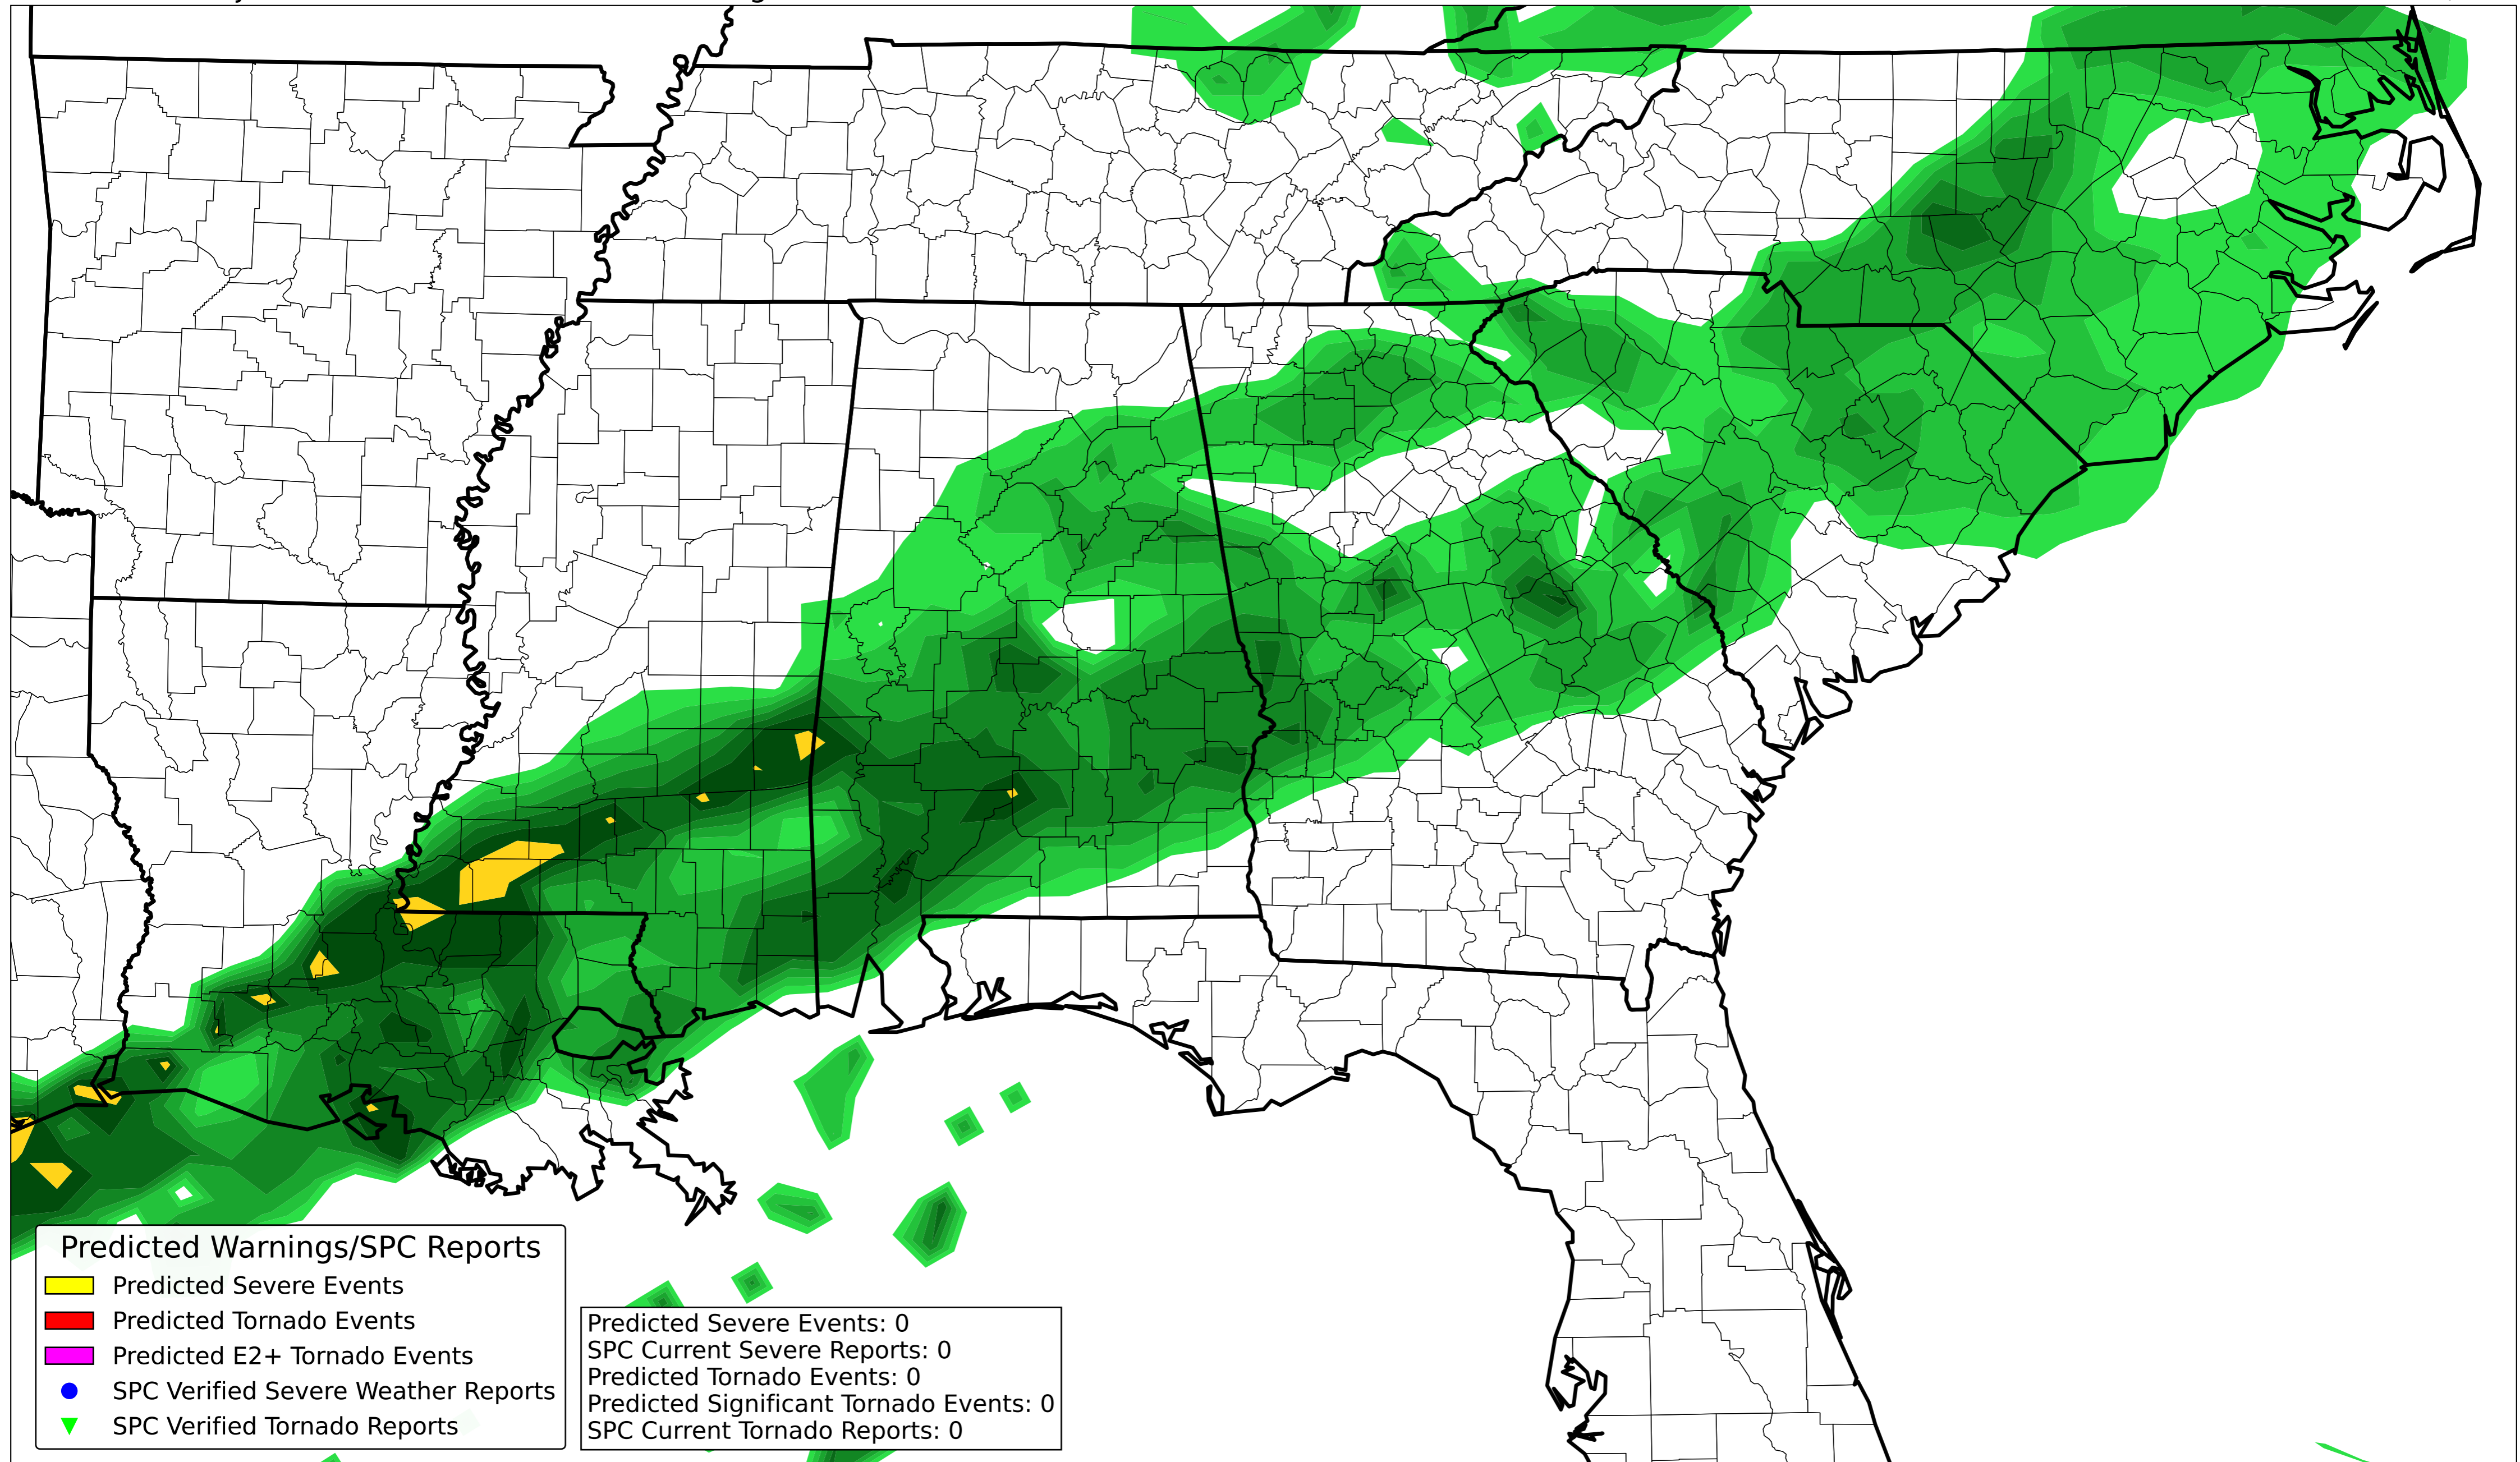 Predicted Warnings/SPC Reports
Predicted Severe Events
Predicted Tornado Events
Predicted E2+ Tornado Events
SPC Verified Severe Weather Reports
SPC Verified Tornado Reports
Predicted Severe Events: 0
SPC Current Severe Reports: 0
Predicted Tornado Events: 0
Predicted Significant Tornado Events: 0
SPC Current Tornado Reports: 0